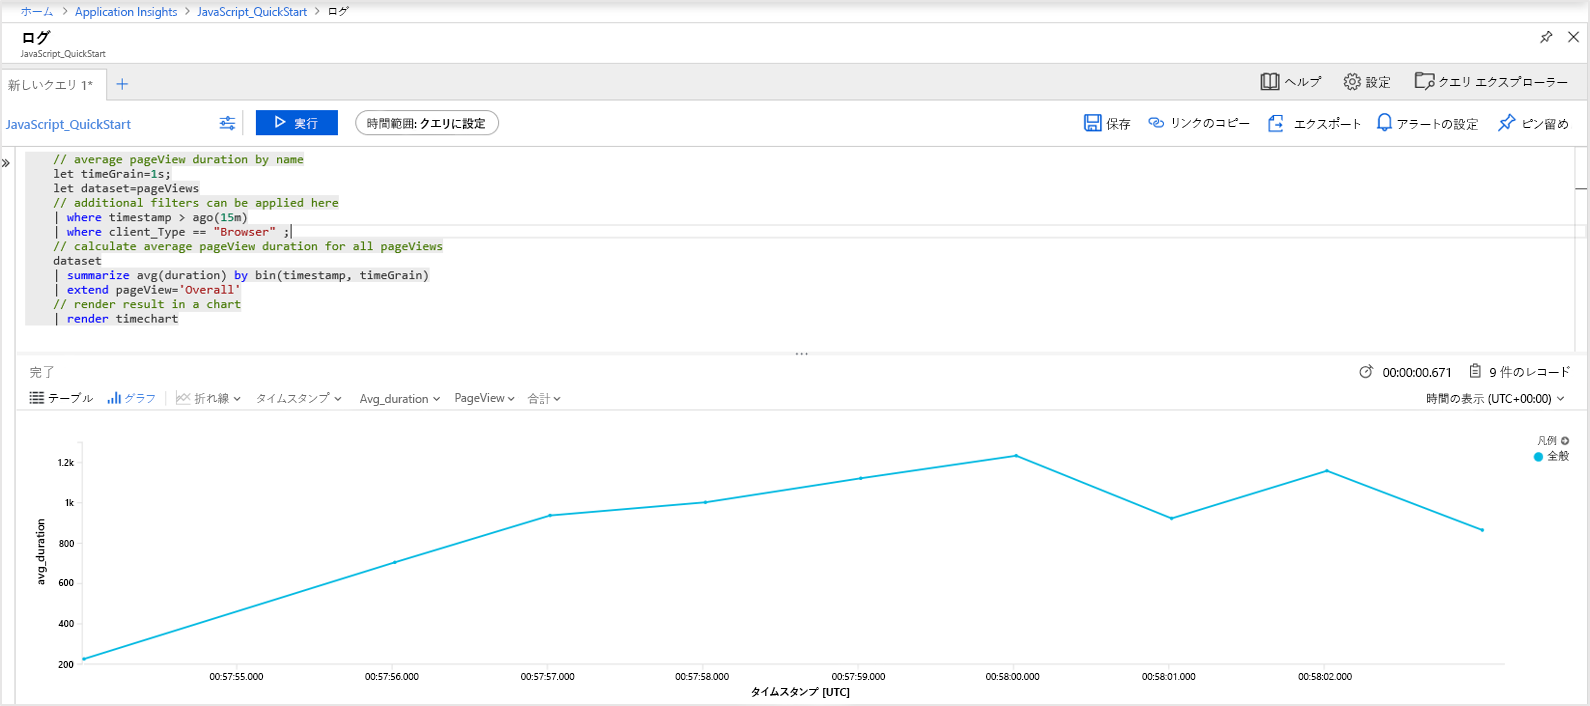 ホーム > Application Insights > JavaScript_QuickStart > ログ
ログ
JavaScript_QuickStart
新しいクエリ 1* +
ヘルプ 設定 クエリ エクスプローラー
JavaScript_QuickStart 実行 時間範囲: クエリに設定 保存 リンクのコピー エクスポート アラートの設定 ピン留め
// average pageView duration by name
let timeGrain=1s;
let dataset=pageViews
// additional filters can be applied here
| where timestamp > ago(15m)
| where client_Type == "Browser" ;
// calculate average pageView duration for all pageViews
dataset
| summarize avg(duration) by bin(timestamp, timeGrain)
| extend pageView='Overall'
// render result in a chart
| render timechart
完了 00:00:00.671 9 件のレコード
テーブル グラフ 折れ線 タイムスタンプ Avg_duration PageView 合計 時間の表示 (UTC+00:00)
凡例
全般
1.2k
1k
800
600
400
200
avg_duration
00:57:55.000 00:57:56.000 00:57:57.000 00:57:58.000 00:57:59.000 00:58:00.000 00:58:01.000 00:58:02.000
タイムスタンプ [UTC]